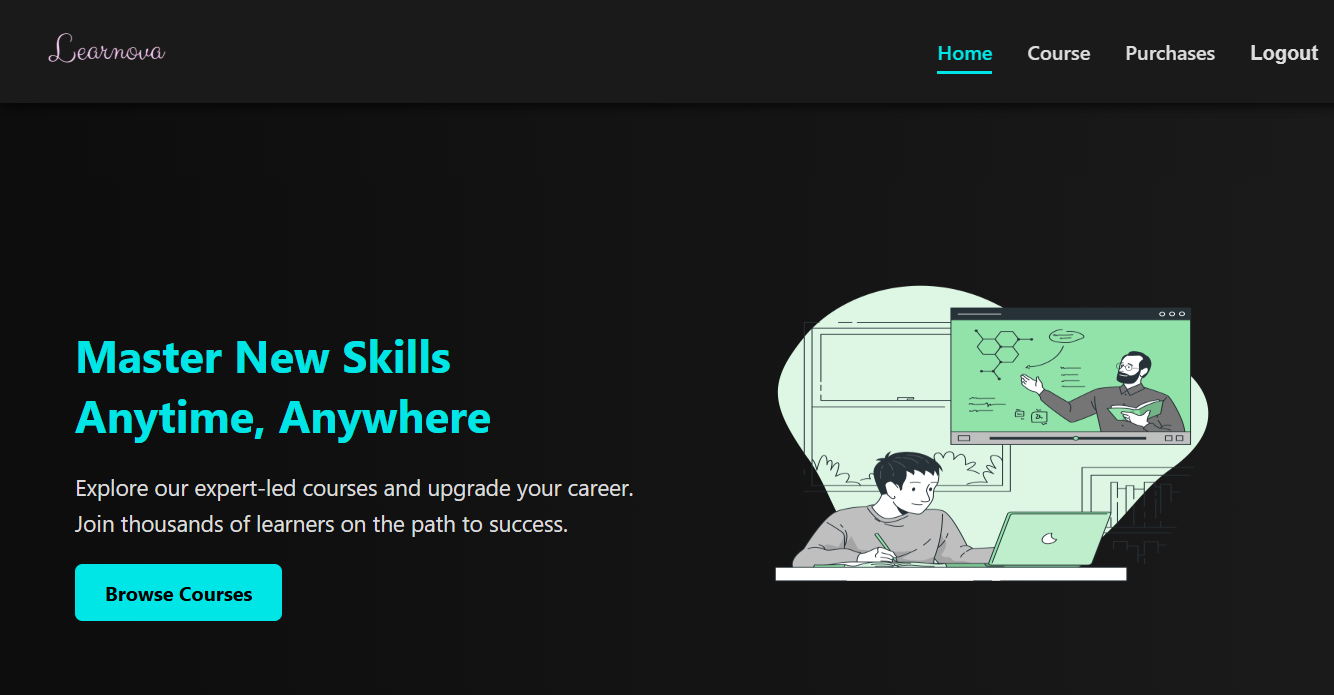 Learnova
Home Course Purchases Logout
Master New Skills
Anytime, Anywhere
Explore our expert-led courses and upgrade your career.
Join thousands of learners on the path to success.
Browse Courses